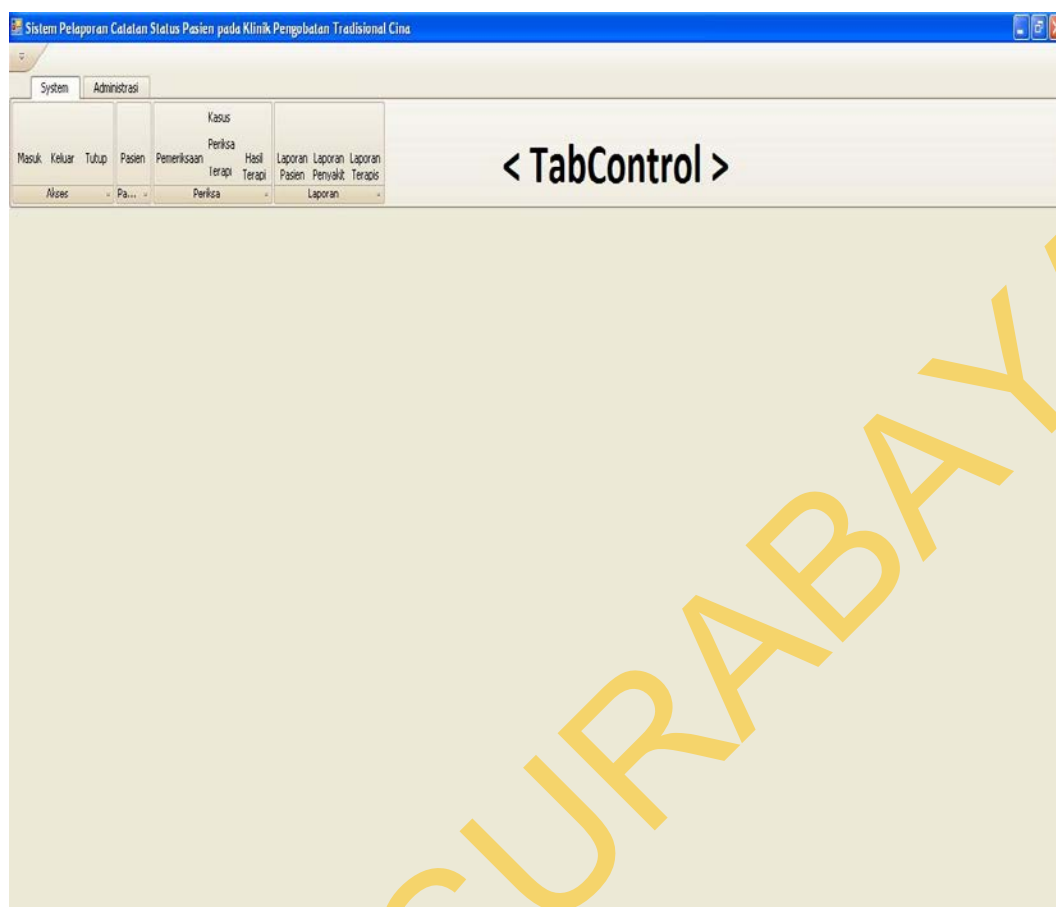 Sistem Pelaporan Catatan Status Pasien pada Klinik Pengobatan Tradisional Cina
System Administrasi
Kasus
Periksa
Masuk Keluar Tutup Pasien Pemeriksaan Terapi Hasil Terapi Laporan Pasien Laporan Penyakit Laporan Terapis
Akses Pa... Periksa Laporan
< TabControl >
SURABAYA